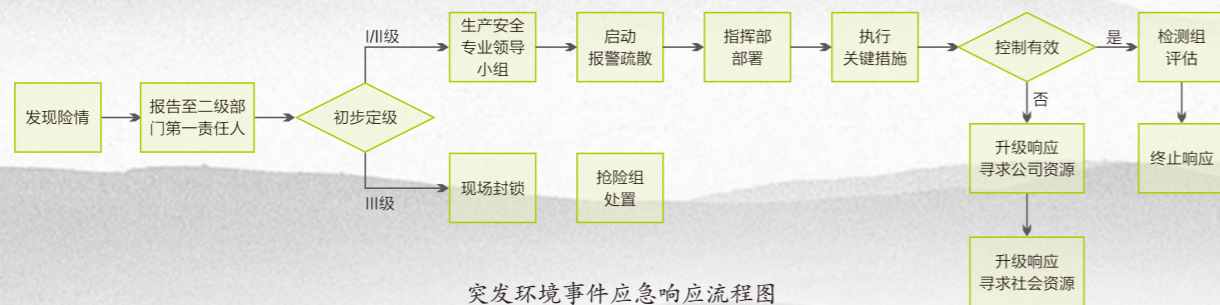 发现险情
报告至二级部
门第一责任人
初步定级
I/II级
生产安全
专业领导
小组
启动
报警疏散
指挥部
部署
执行
关键措施
控制有效
是
检测组
评估
终止响应
否
升级响应
寻求公司资源
升级响应
寻求社会资源
III级
现场封锁
抢险组
处置
突发环境事件应急响应流程图